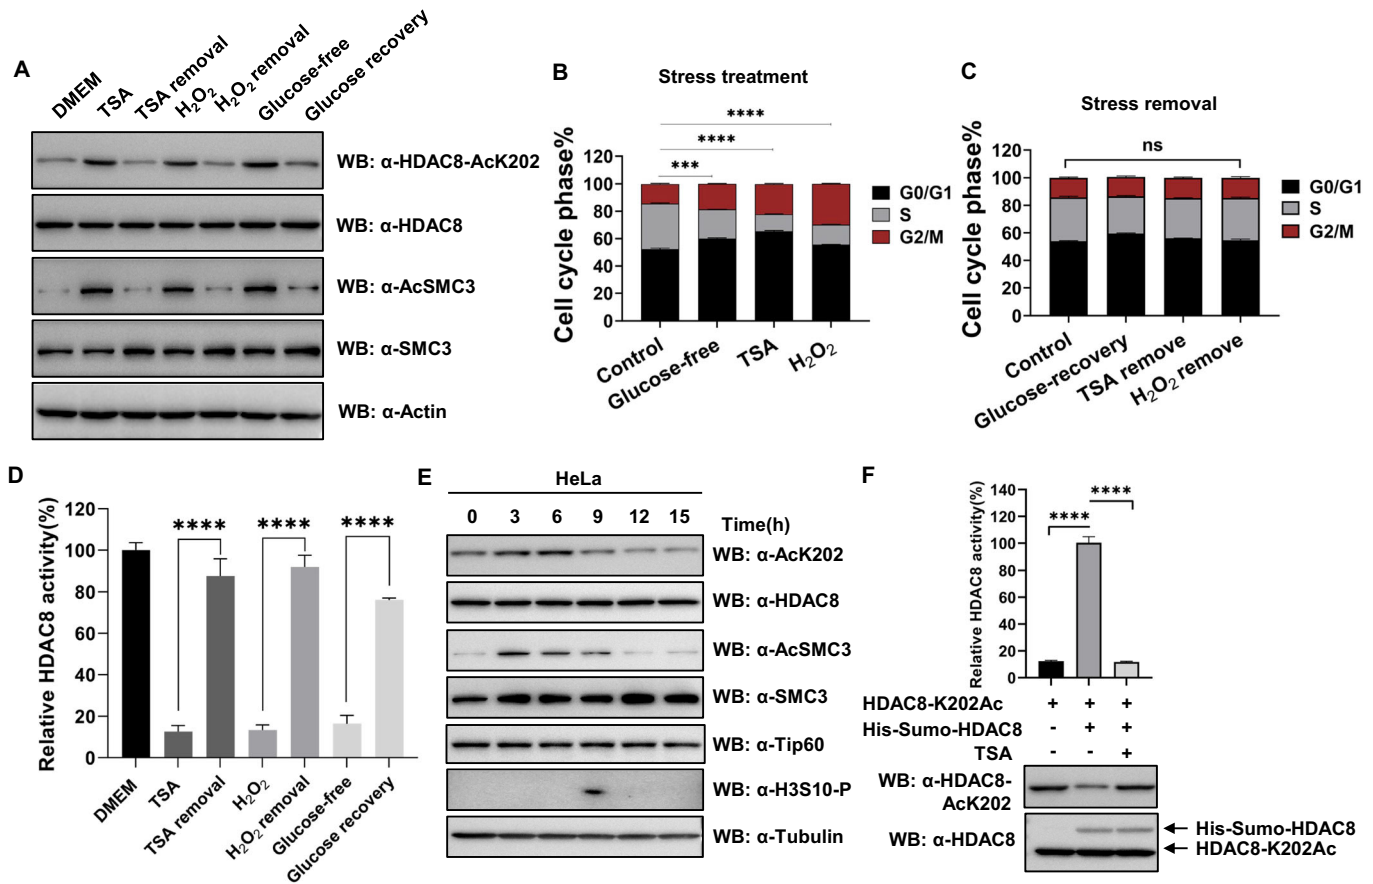 A
DMEM
TSA
TSA removal
H₂O₂
H₂O₂ removal
Glucose-free
Glucose recovery
WB: α-HDAC8-AcK202
WB: α-HDAC8
WB: α-AcSMC3
WB: α-SMC3
WB: α-Actin
B
Stress treatment
****
****
***
Cell cycle phase%
120
100
80
60
40
20
0
Control
Glucose-free
TSA
H₂O₂
G0/G1
S
G2/M
C
Stress removal
ns
Cell cycle phase%
120
100
80
60
40
20
0
Control
Glucose-recovery
TSA remove
H₂O₂ remove
G0/G1
S
G2/M
D
Relative HDAC8 activity(%)
120
100
80
60
40
20
0
**** **** ****
DMEM
TSA
TSA removal
H₂O₂
H₂O₂ removal
Glucose-free
Glucose recovery
E
HeLa
0 3 6 9 12 15 Time(h)
WB: α-AcK202
WB: α-HDAC8
WB: α-AcSMC3
WB: α-SMC3
WB: α-Tip60
WB: α-H3S10-P
WB: α-Tubulin
F
Relative HDAC8 activity(%)
140
120
100
80
60
40
20
0
****
****
HDAC8-K202Ac + + +
His-Sumo-HDAC8 - + +
TSA - - +
WB: α-HDAC8-
AcK202
WB: α-HDAC8
His-Sumo-HDAC8
HDAC8-K202Ac